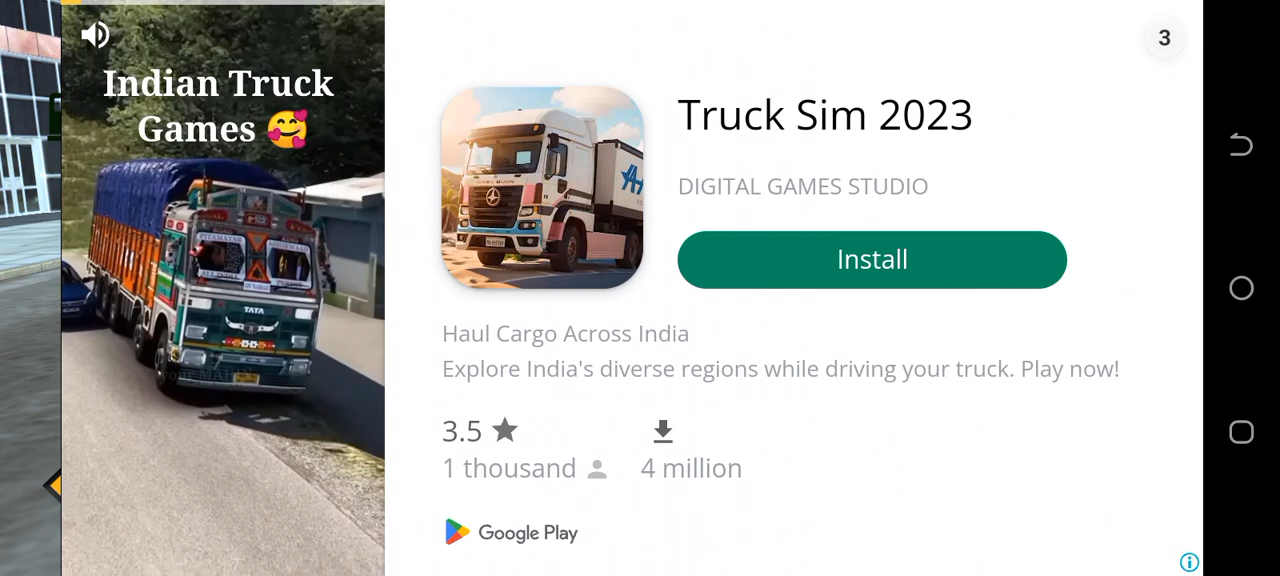 Indian Truck
Games 🥰
TATA
3
Truck Sim 2023
DIGITAL GAMES STUDIO
Install
Haul Cargo Across India
Explore India's diverse regions while driving your truck. Play now!
3.5
1 thousand
4 million
Google Play